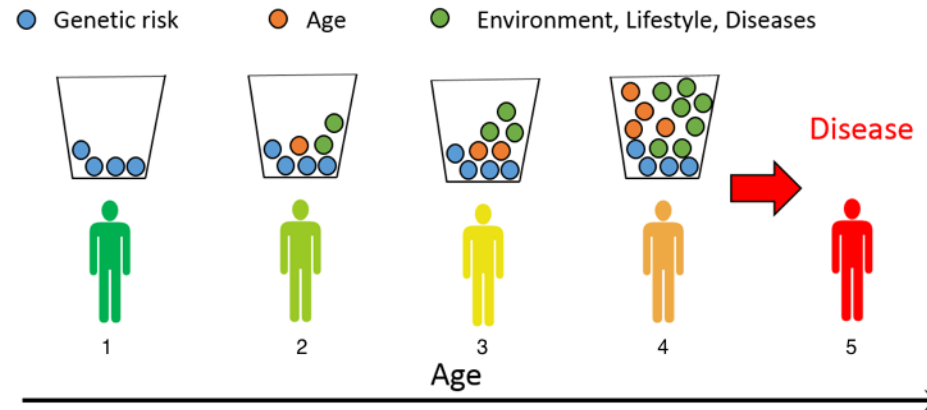 Genetic risk
Age
Environment, Lifestyle, Diseases
Disease
1
2
3
4
5
Age